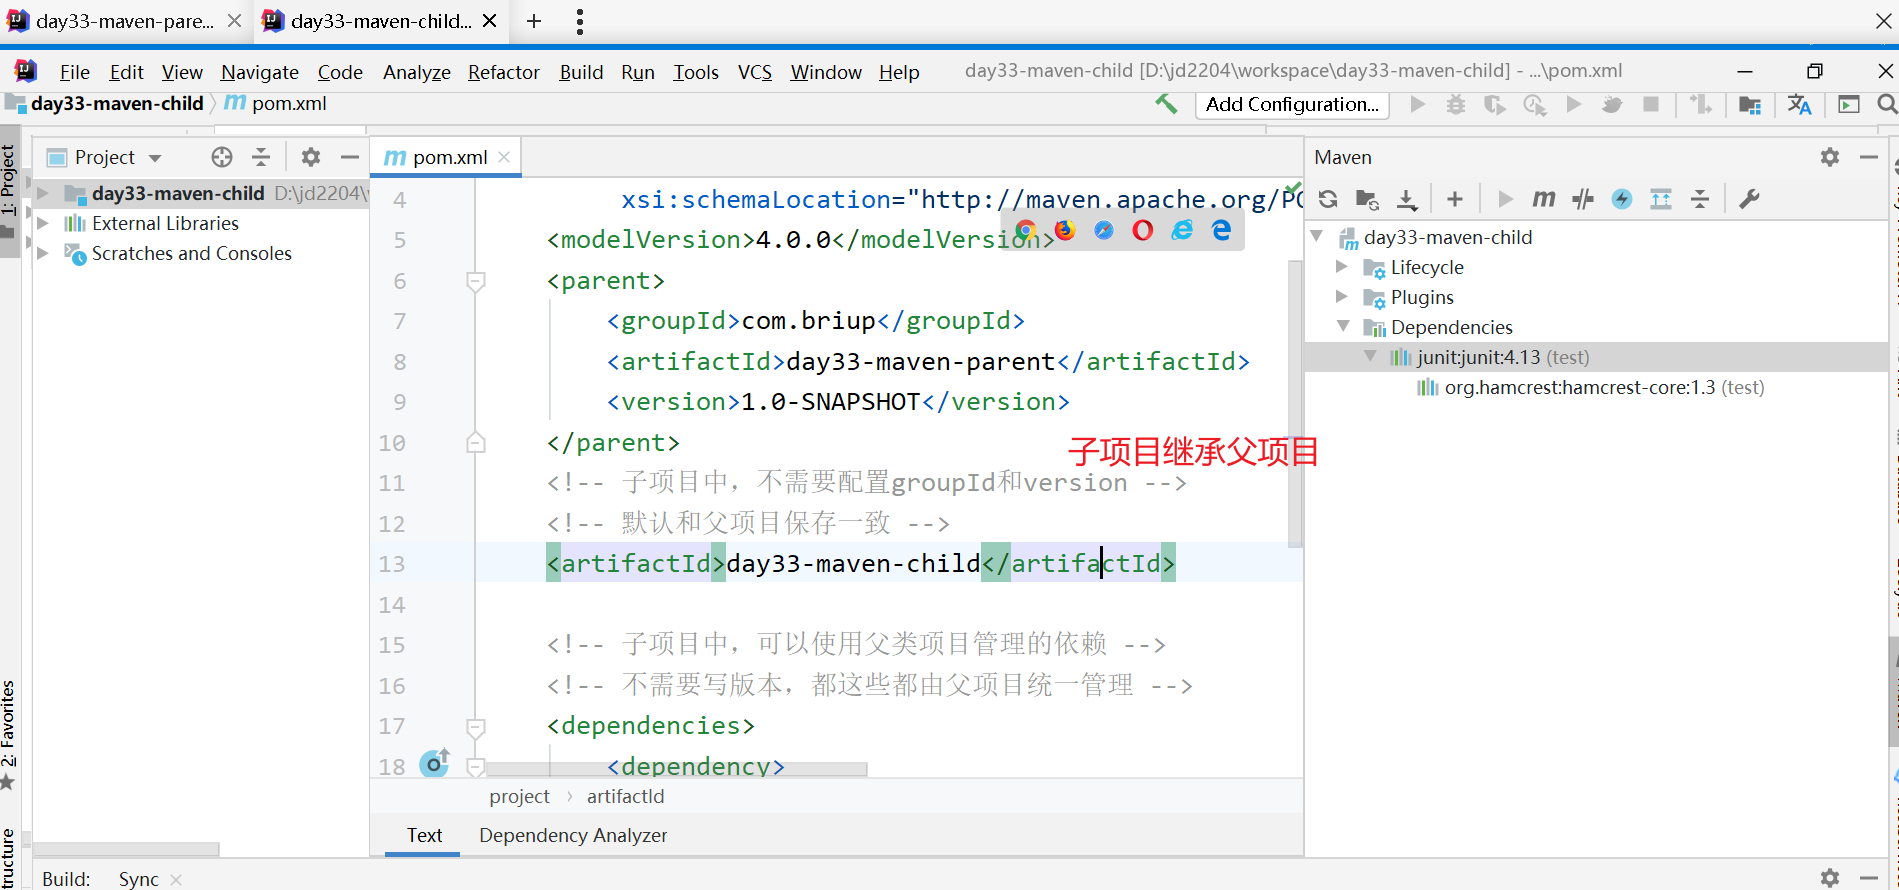 day33-maven-pare...
day33-maven-child...
File Edit View Navigate Code Analyze Refactor Build Run Tools VCS Window Help day33-maven-child [D:\jd2204\workspace\day33-maven-child] - ...\pom.xml
day33-maven-child
pom.xml
Add Configuration...
1: Project
Project
day33-maven-child D:\jd2204\
External Libraries
Scratches and Consoles
2: Favorites
tructure
pom.xml
4 xsi:schemaLocation="http://maven.apache.org/PO
5 <modelVersion>4.0.0</modelVersion>
6 <parent>
7 <groupId>com.briup</groupId>
8 <artifactId>day33-maven-parent</artifactId>
9 <version>1.0-SNAPSHOT</version>
10 </parent>
子项目继承父项目
11 <!-- 子项目中，不需要配置groupId和version -->
12 <!-- 默认和父项目保存一致 -->
13 <artifactId>day33-maven-child</artifactId>
14
15 <!-- 子项目中，可以使用父类项目管理的依赖 -->
16 <!-- 不需要写版本，都这些都由父项目统一管理 -->
17 <dependencies>
18 <dependency>
project › artifactId
Text Dependency Analyzer
Maven
day33-maven-child
Lifecycle
Plugins
Dependencies
junit:junit:4.13 (test)
org.hamcrest:hamcrest-core:1.3 (test)
Build: Sync